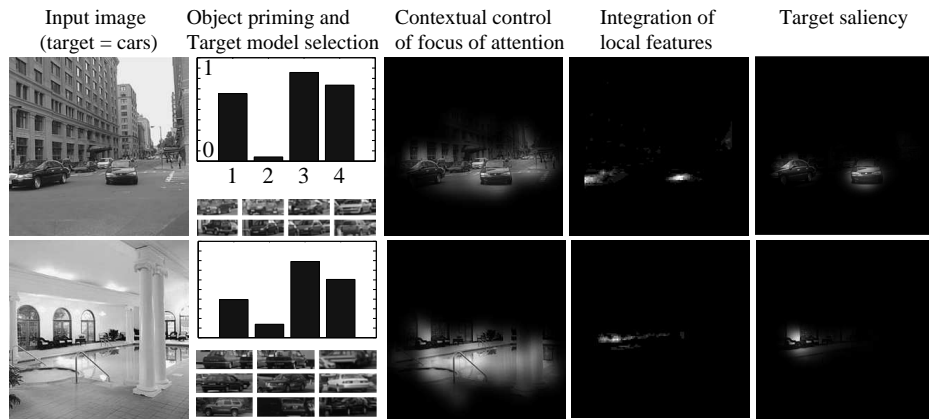 Input image
(target = cars)
Object priming and
Target model selection
Contextual control
of focus of attention
Integration of
local features
Target saliency
1
0
1 2 3 4